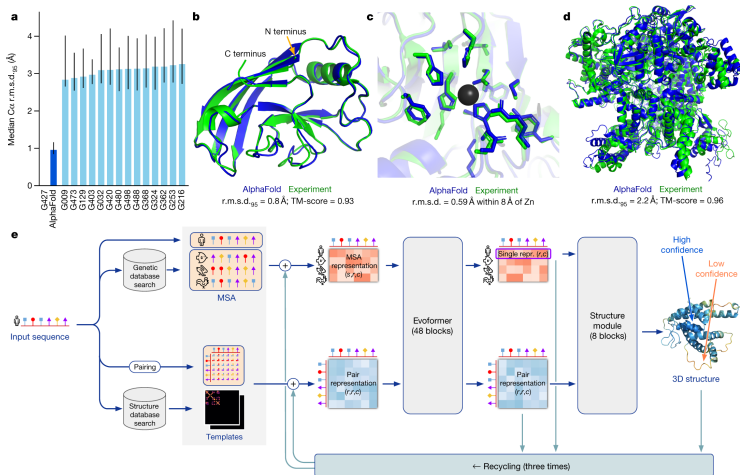 a
Median Cα r.m.s.d.95 (Å)
4
3
2
1
0
G427
AlphaFold
G009
G473
G129
G403
G032
G420
G480
G498
G488
G368
G324
G362
G253
G216
b
N terminus
C terminus
AlphaFold Experiment
r.m.s.d.95 = 0.8 Å; TM-score = 0.93
c
AlphaFold Experiment
r.m.s.d. = 0.59 Å within 8 Å of Zn
d
AlphaFold Experiment
r.m.s.d.95 = 2.2 Å; TM-score = 0.96
e
Input sequence
Genetic
database
search
MSA
Pairing
Structure
database
search
Templates
MSA
representation
(s,r,c)
Pair
representation
(r,r,c)
Evoformer
(48 blocks)
Single repr. (r,c)
Pair
representation
(r,r,c)
Structure
module
(8 blocks)
High
confidence
Low
confidence
3D structure
← Recycling (three times)